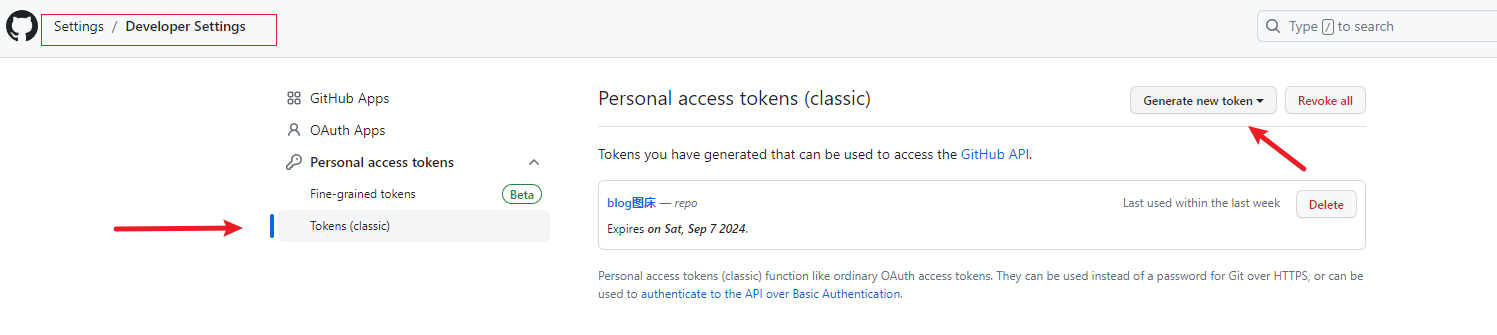 Settings / Developer Settings
Type / to search
GitHub Apps
OAuth Apps
Personal access tokens
Fine-grained tokens Beta
Tokens (classic)
Personal access tokens (classic)
Generate new token
Revoke all
Tokens you have generated that can be used to access the GitHub API.
blog图床 — repo
Last used within the last week
Delete
Expires on Sat, Sep 7 2024.
Personal access tokens (classic) function like ordinary OAuth access tokens. They can be used instead of a password for Git over HTTPS, or can be
used to authenticate to the API over Basic Authentication.